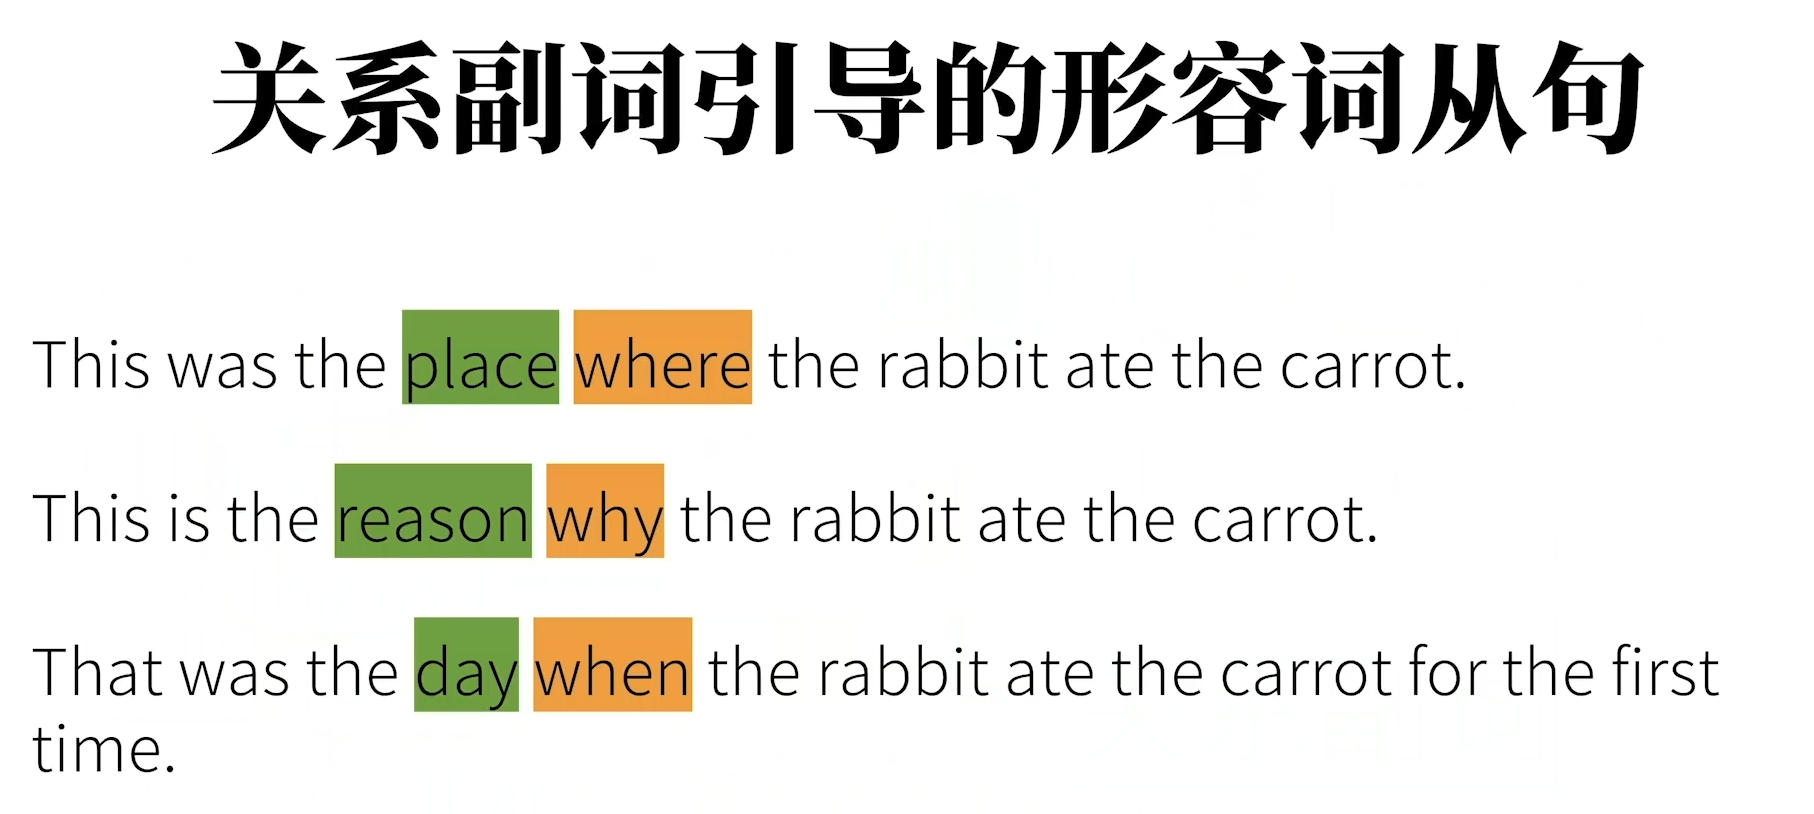 关系副词引导的形容词从句
This was the place where the rabbit ate the carrot.
This is the reason why the rabbit ate the carrot.
That was the day when the rabbit ate the carrot for the first
time.